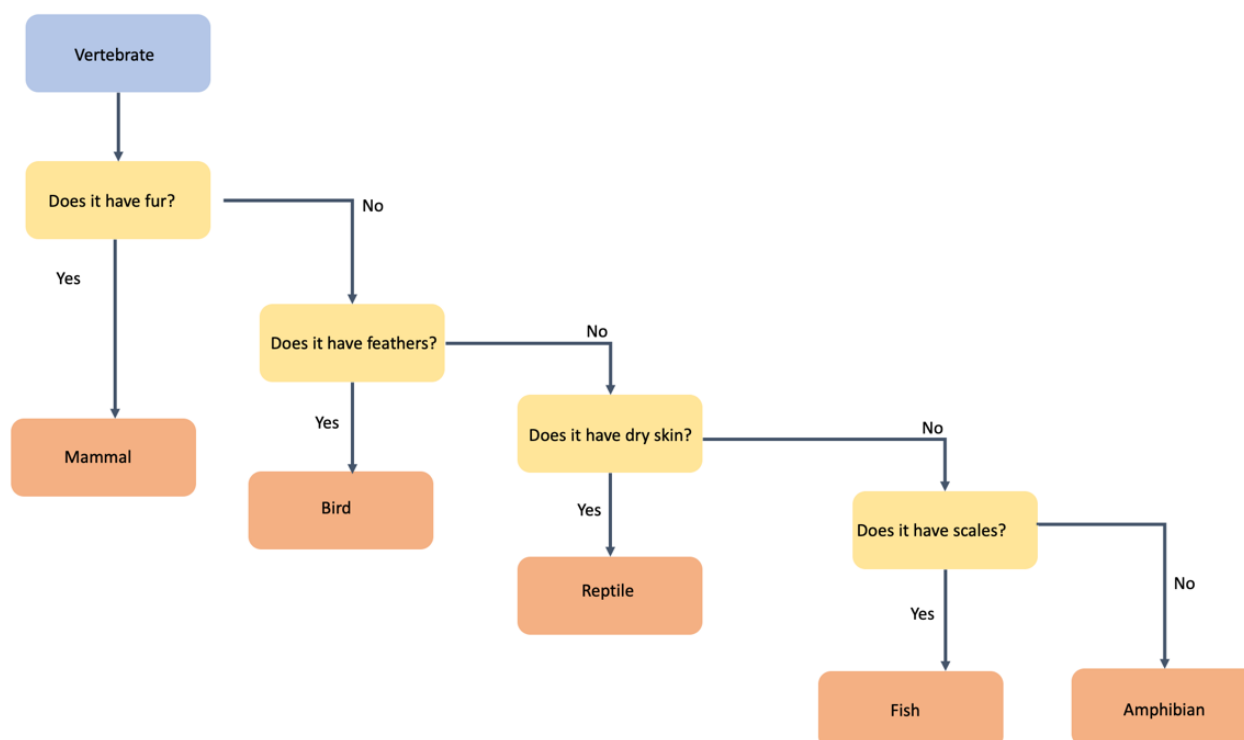 Vertebrate
Does it have fur?
No
Yes
Does it have feathers?
No
Mammal
Yes
Does it have dry skin?
No
Bird
Yes
Does it have scales?
Reptile
No
Yes
Fish
Amphibian